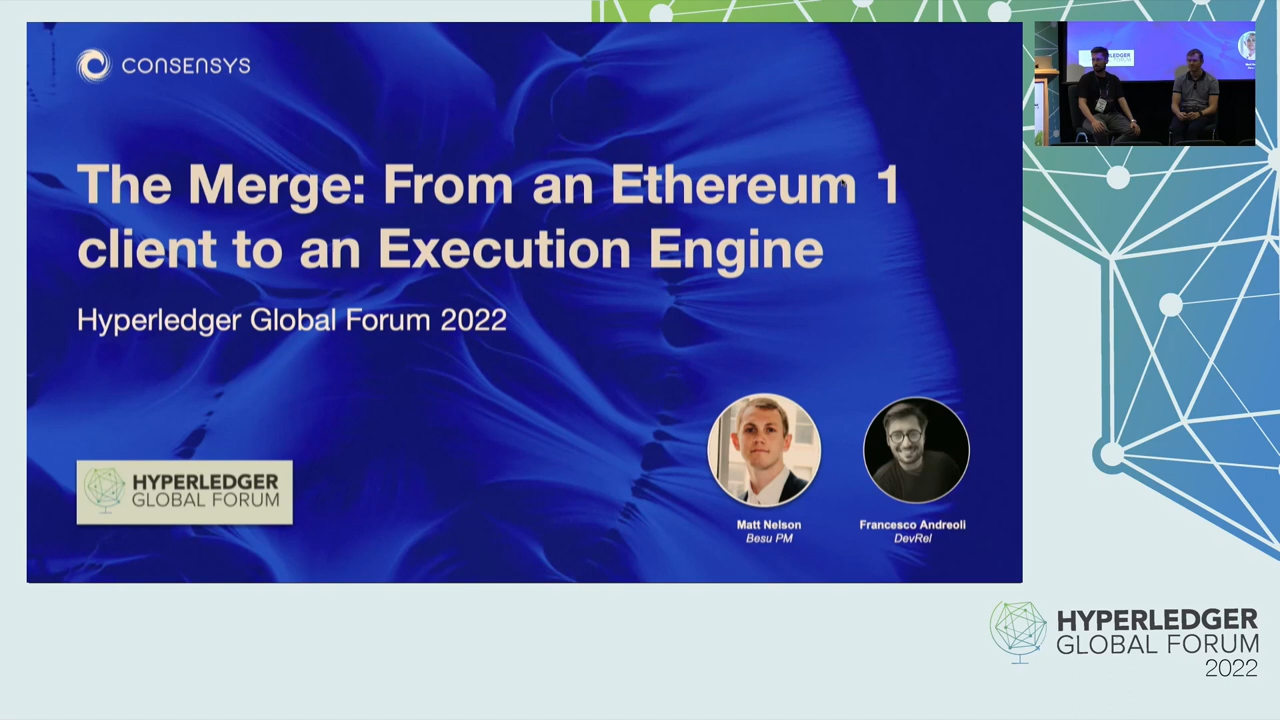 CONSENSYS
The Merge: From an Ethereum 1
client to an Execution Engine
Hyperledger Global Forum 2022
HYPERLEDGER
GLOBAL FORUM
Matt Nelson
Besu PM
Francesco Andreoli
DevRel
HYPERLEDGER
GLOBAL FORUM
2022